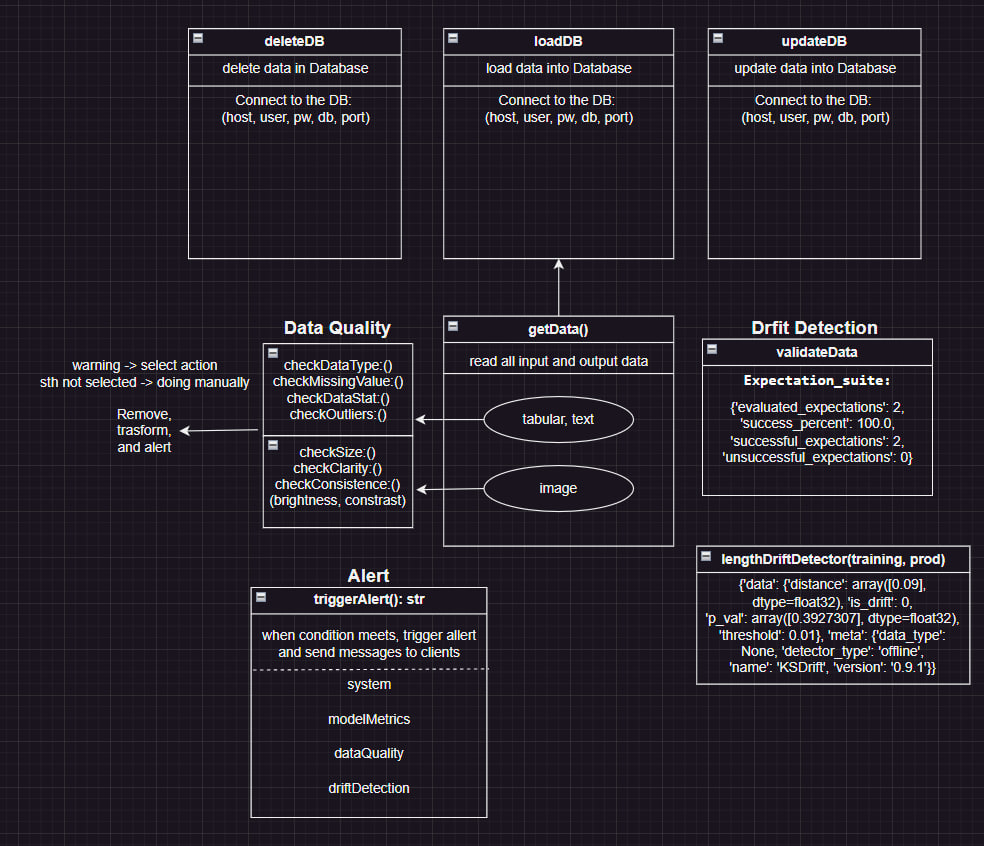 deleteDB
delete data in Database
Connect to the DB:
(host, user, pw, db, port)
loadDB
load data into Database
Connect to the DB:
(host, user, pw, db, port)
updateDB
update data into Database
Connect to the DB:
(host, user, pw, db, port)
Data Quality
warning -> select action
sth not selected -> doing manually
Remove,
trasform,
and alert
checkDataType:()
checkMissingValue:()
checkDataStat:()
checkOutliers:()
checkSize:()
checkClarity:()
checkConsistence:()
(brightness, constrast)
getData()
read all input and output data
tabular, text
image
Drfit Detection
validateData
Expectation_suite:
{'evaluated_expectations': 2,
'success_percent': 100.0,
'successful_expectations': 2,
'unsuccessful_expectations': 0}
lengthDriftDetector(training, prod)
{'data': {'distance': array([0.09],
dtype=float32), 'is_drift': 0,
'p_val': array([0.3927307], dtype=float32),
'threshold': 0.01}, 'meta': {'data_type':
None, 'detector_type': 'offline',
'name': 'KSDrift', 'version': '0.9.1'}}
Alert
triggerAlert(): str
when condition meets, trigger allert
and send messages to clients
system
modelMetrics
dataQuality
driftDetection